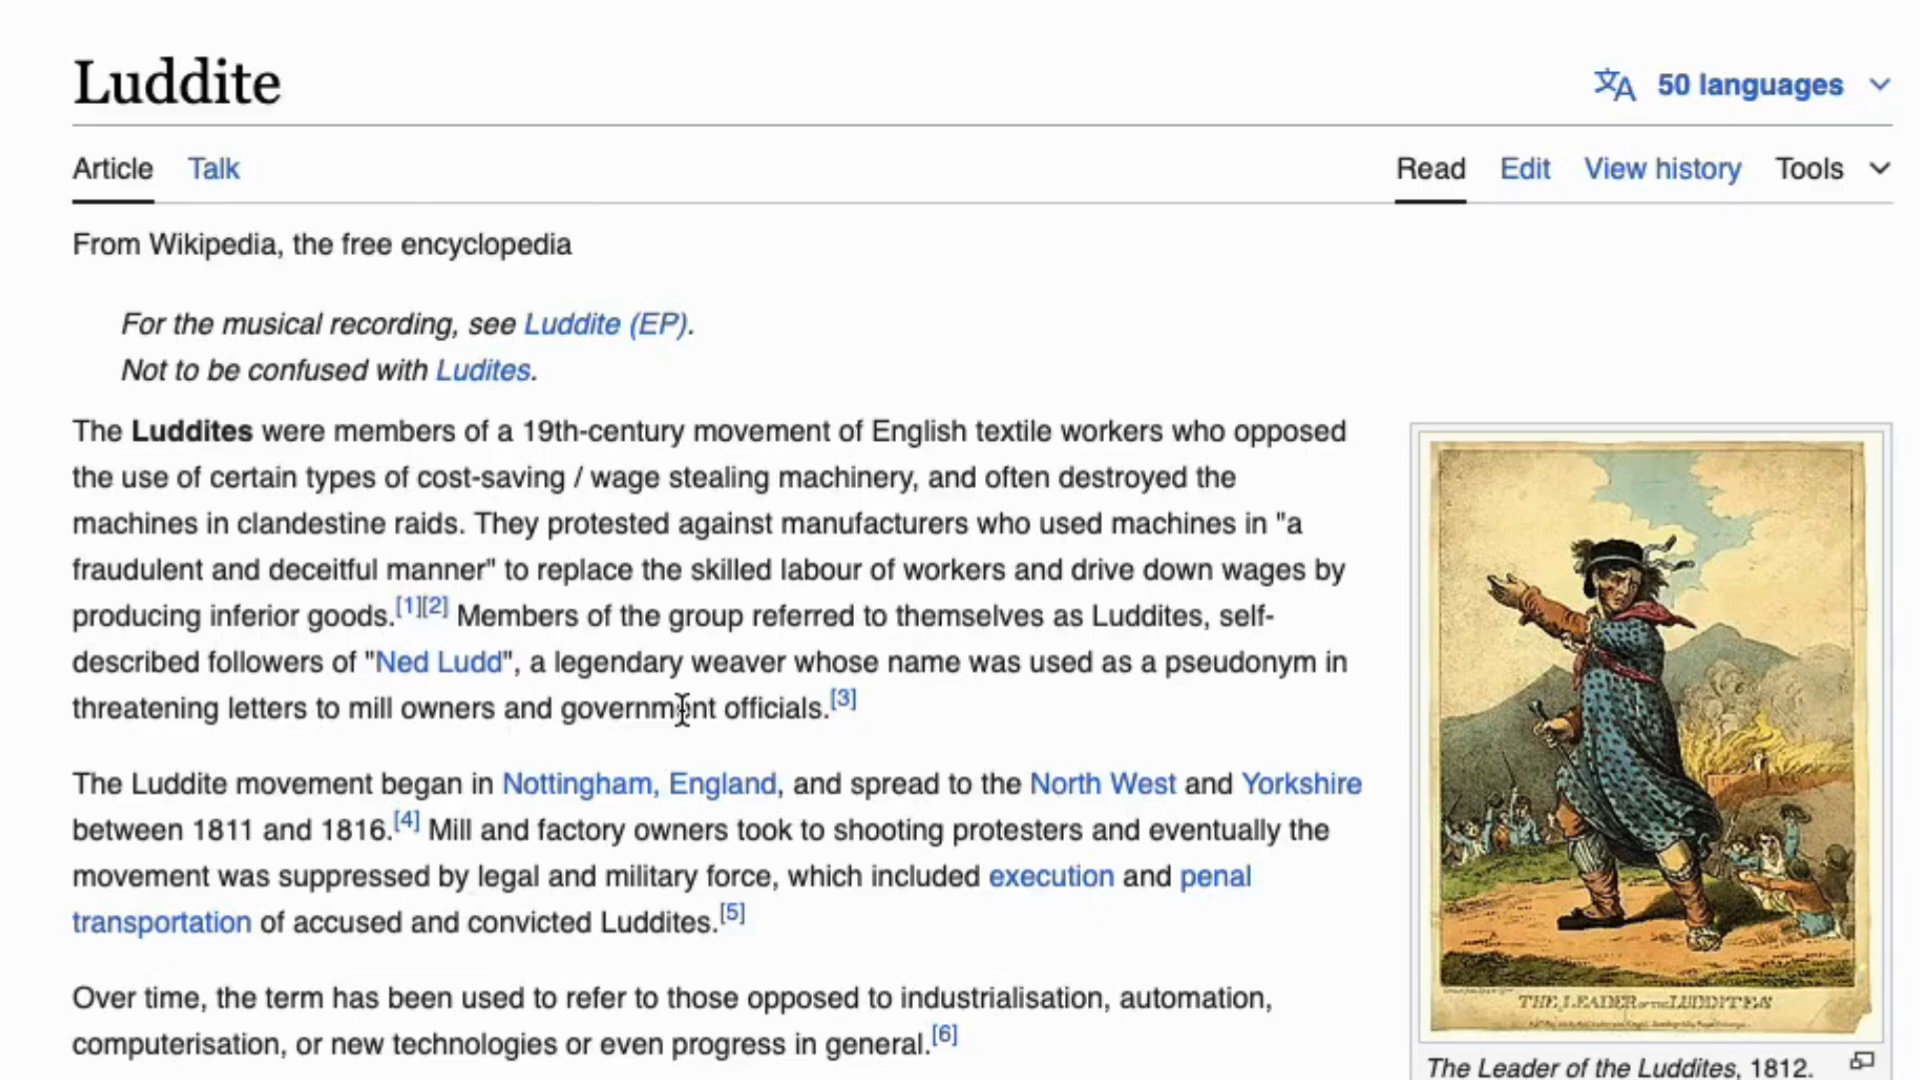 Luddite
50 languages
Article Talk Read Edit View history Tools
From Wikipedia, the free encyclopedia
For the musical recording, see Luddite (EP).
Not to be confused with Ludites.
The Luddites were members of a 19th-century movement of English textile workers who opposed
the use of certain types of cost-saving / wage stealing machinery, and often destroyed the
machines in clandestine raids. They protested against manufacturers who used machines in "a
fraudulent and deceitful manner" to replace the skilled labour of workers and drive down wages by
producing inferior goods.[1][2] Members of the group referred to themselves as Luddites, self-
described followers of "Ned Ludd", a legendary weaver whose name was used as a pseudonym in
threatening letters to mill owners and government officials.[3]
The Luddite movement began in Nottingham, England, and spread to the North West and Yorkshire
between 1811 and 1816.[4] Mill and factory owners took to shooting protesters and eventually the
movement was suppressed by legal and military force, which included execution and penal
transportation of accused and convicted Luddites.[5]
Over time, the term has been used to refer to those opposed to industrialisation, automation,
computerisation, or new technologies or even progress in general.[6]
THE LEADER OF THE LUDDITES
The Leader of the Luddites, 1812.